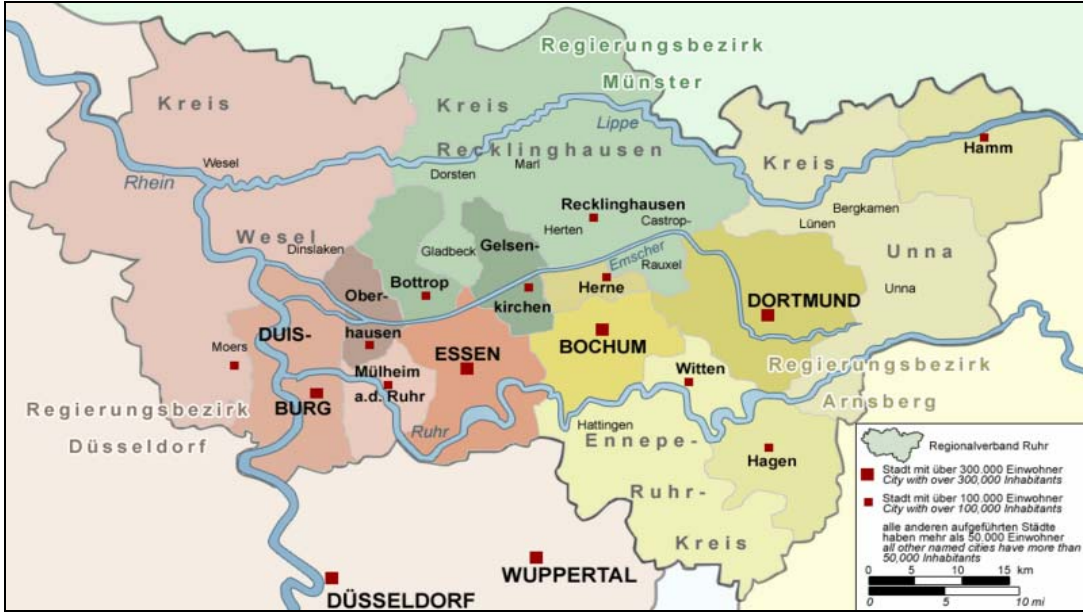 Regierungsbezirk
Münster
Kreis
Kreis
Lippe
Recklinghausen
Kreis
Hamm
Wesel
Rhein
Dorsten
Marl
Recklinghausen
Bergkamen
Castrop-
Lünen
Wesel
Dinslaken
Gladbeck
Gelsen-
Herten
Unna
Emscher
Rauxel
Bottrop
Ober-
kirchen
Herne
Unna
DORTMUND
DUIS-
hausen
Moers
ESSEN
BOCHUM
Mülheim
a.d. Ruhr
Witten
Regierungsbezirk
Arnsberg
BURG
Regierungsbezirk
Düsseldorf
Ruhr
Hattingen
Ennepe-
Hagen
Ruhr-
Kreis
WUPPERTAL
DÜSSELDORF
Regionalverband Ruhr
Stadt mit über 300.000 Einwohner
City with over 300,000 Inhabitants
Stadt mit über 100.000 Einwohner
City with over 100,000 Inhabitants
alle anderen aufgeführten Städte
haben mehr als 50.000 Einwohner
all other named cities have more than
50,000 Inhabitants
0 5 10 15 km
0 5 10 mi